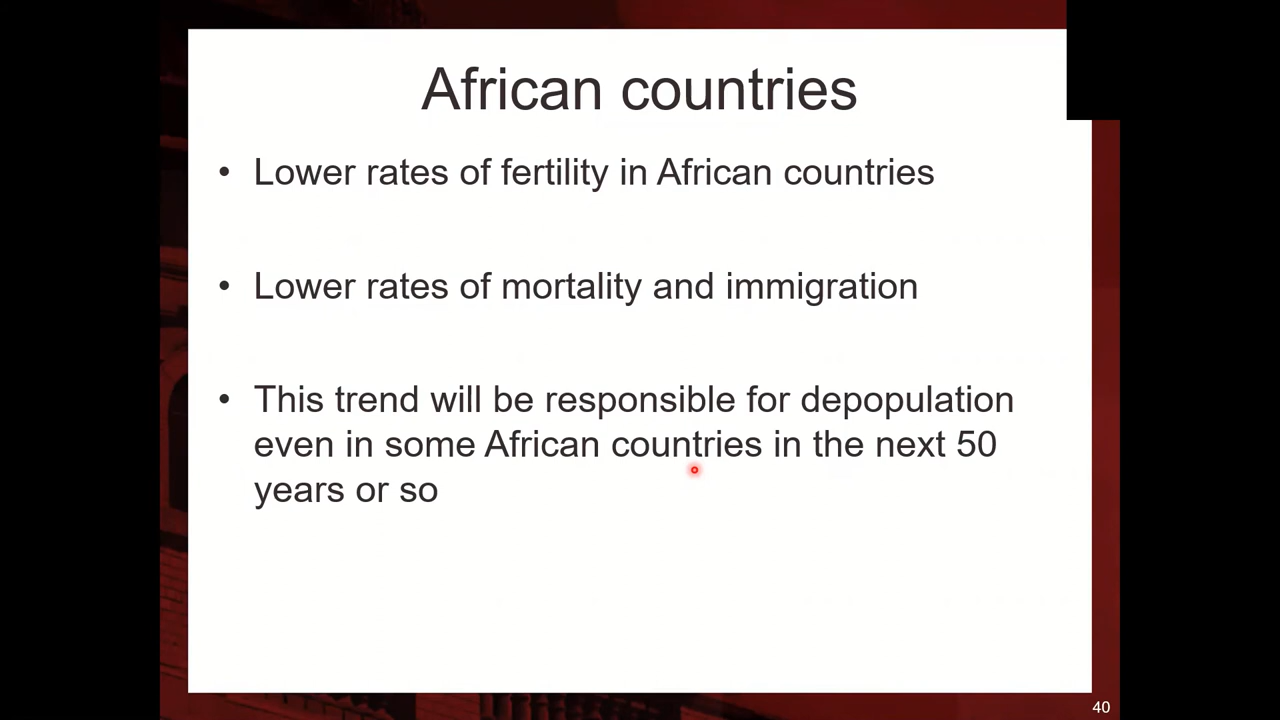 African countries
• Lower rates of fertility in African countries
• Lower rates of mortality and immigration
• This trend will be responsible for depopulation
even in some African countries in the next 50
years or so
40